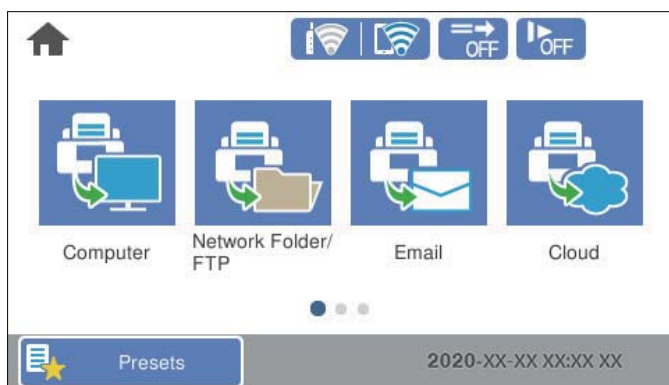 OFF
OFF
Computer
Network Folder/
FTP
Email
Cloud
Presets
2020-XX-XX XX:XX XX